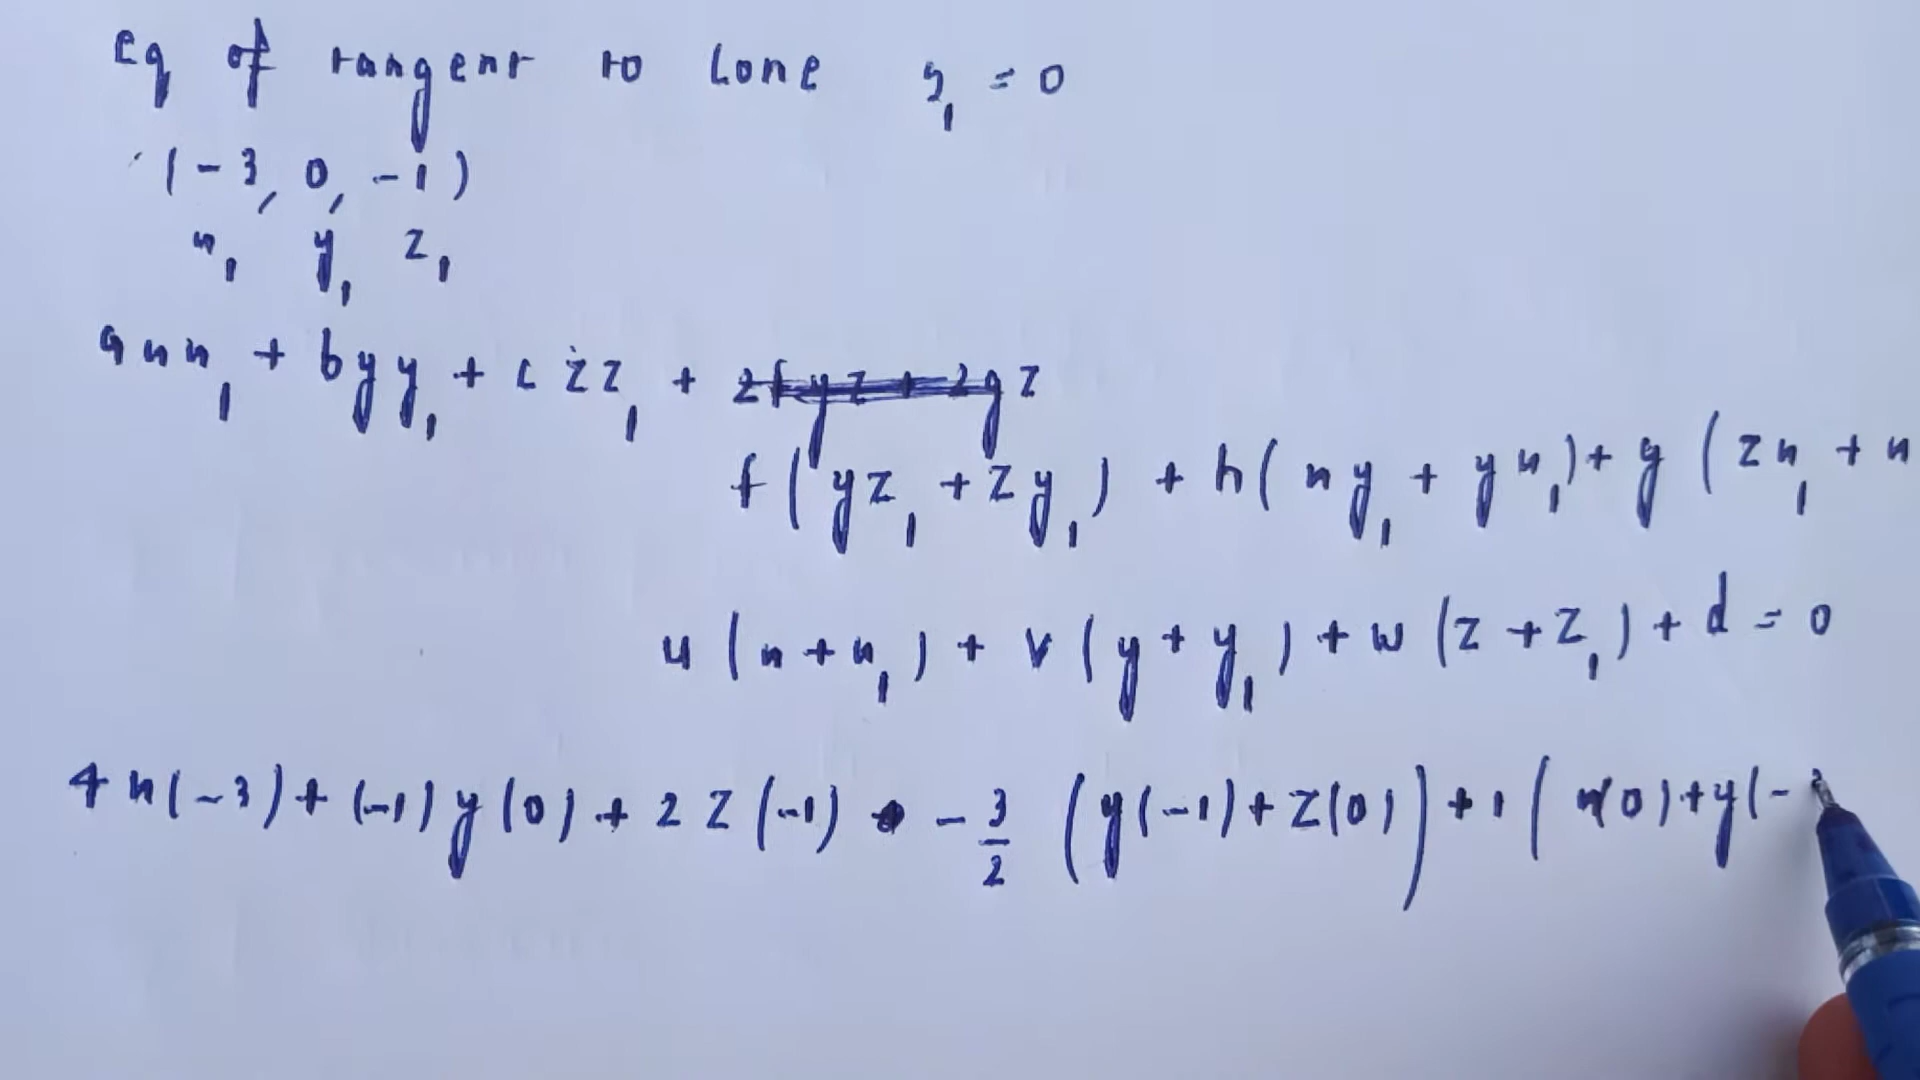 eq of tangent to cone S₁ = 0
(-3, 0, -1)
x₁ y₁ z₁
axx₁ + byy₁ + czz₁ + 2fyz + 2gz
f(yz₁ + zy₁) + h(xy₁ + yx₁) + g(zx₁ + x
u(x+x₁) + v(y+y₁) + w(z+z₁) + d = 0
4x(-3) + (-1)y(0) + 2z(-1) - 3/2 (y(-1) + z(0)) + 1(x(0) + y(-3